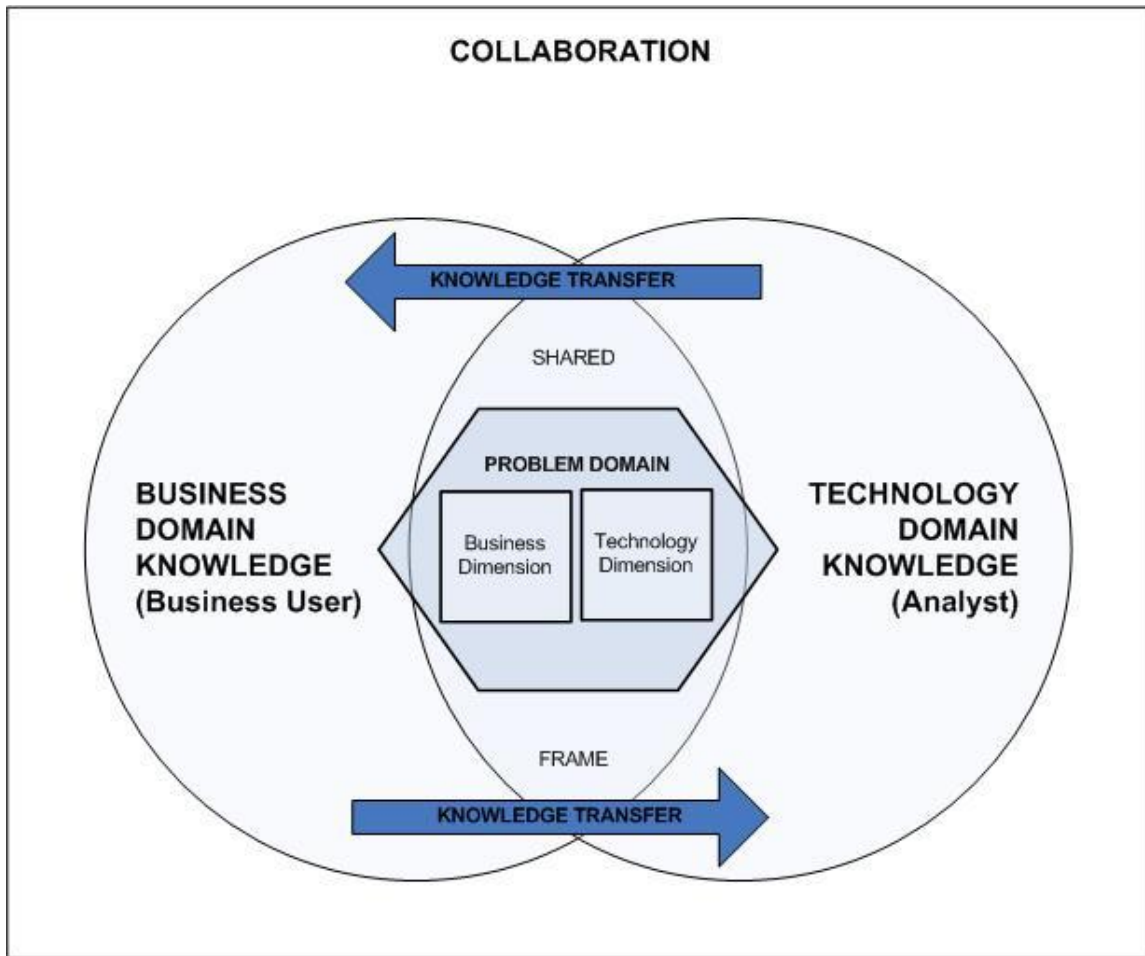 COLLABORATION
KNOWLEDGE TRANSFER
SHARED
PROBLEM DOMAIN
BUSINESS
DOMAIN
KNOWLEDGE
(Business User)
Business
Dimension
Technology
Dimension
TECHNOLOGY
DOMAIN
KNOWLEDGE
(Analyst)
FRAME
KNOWLEDGE TRANSFER